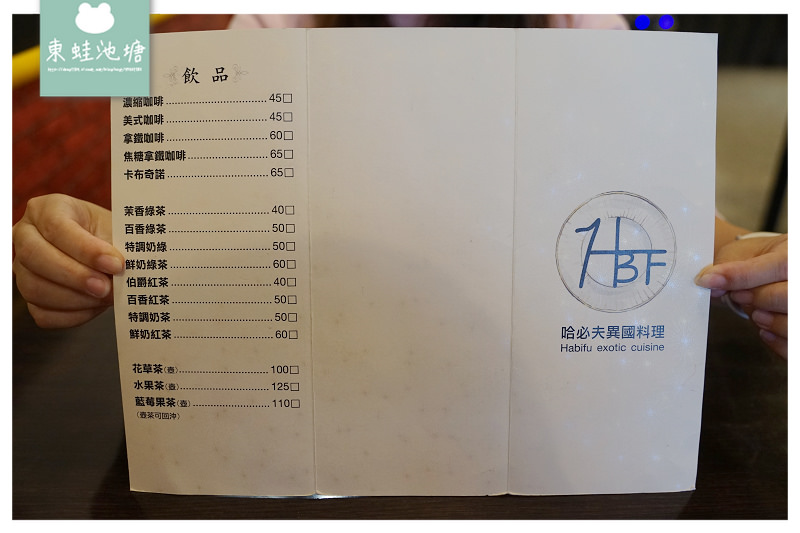 東蛙池塘
飲品
濃縮咖啡 45□
美式咖啡 45□
拿鐵咖啡 60□
焦糖拿鐵咖啡 65□
卡布奇諾 65□
茉香綠茶 40□
百香綠茶 50□
特調奶綠 50□
鮮奶綠茶 60□
伯爵紅茶 40□
百香紅茶 50□
特調奶茶 50□
鮮奶紅茶 60□
花草茶(壺) 100□
水果茶(壺) 125□
藍莓果茶(壺) 110□
(壺茶可回沖)
HBF
哈必夫異國料理
Habifu exotic cuisine